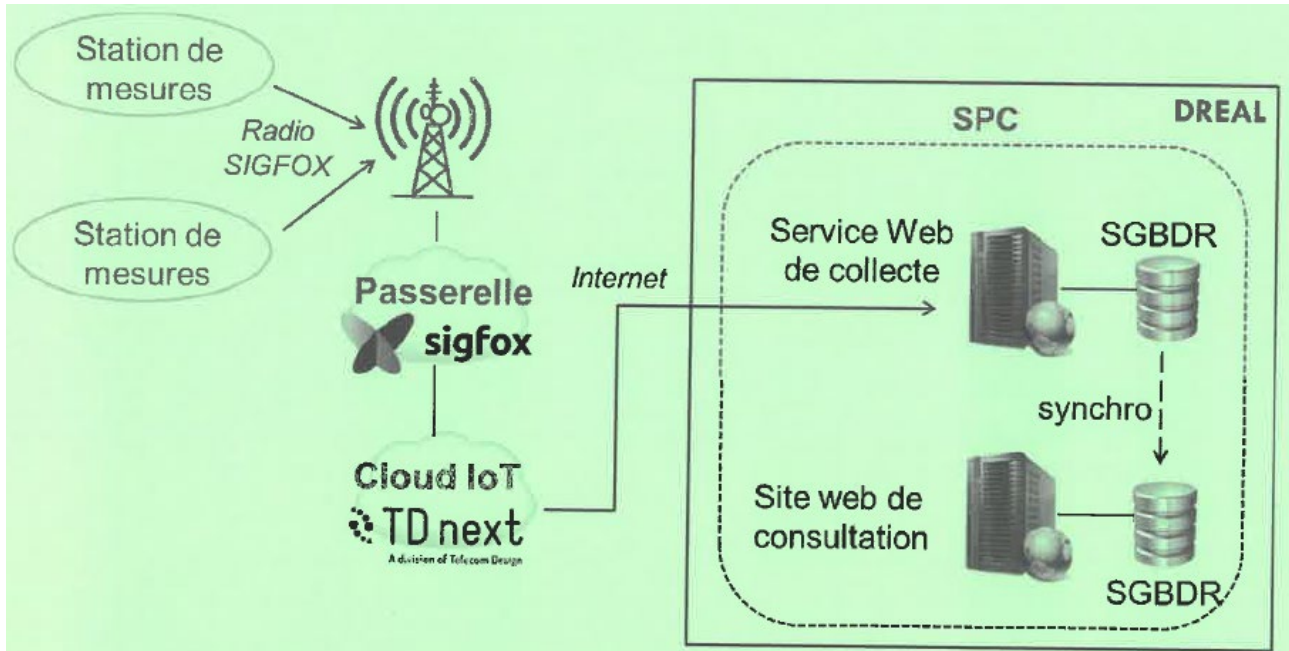 Station de
mesures
Radio
SIGFOX
Station de
mesures
Passerelle
sigfox
Cloud IoT
TD next
A division of Telecom Design
Internet
DREAL
SPC
Service Web
de collecte
SGBDR
synchro
Site web de
consultation
SGBDR